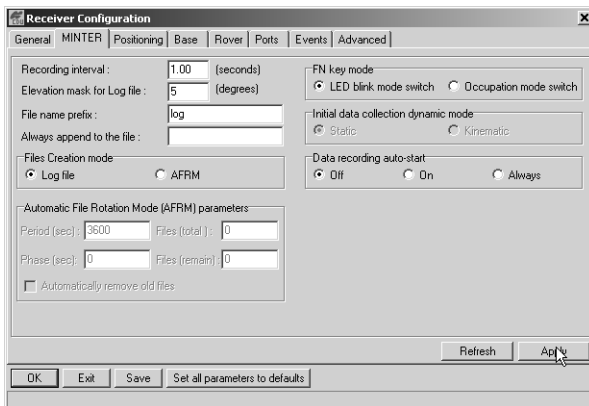 Receiver Configuration
General MINTER Positioning Base Rover Ports Events Advanced
Recording interval : 1.00 (seconds)
Elevation mask for Log file : 5 (degrees)
File name prefix : log
Always append to the file :
Files Creation mode
Log file AFRM
Automatic File Rotation Mode (AFRM) parameters
Period (sec) : 3600 Files (total ) : 0
Phase (sec): 0 Files (remain) : 0
Automatically remove old files
FN key mode
LED blink mode switch Occupation mode switch
Initial data collection dynamic mode
Static Kinematic
Data recording auto-start
Off On Always
Refresh Apply
OK Exit Save Set all parameters to defaults